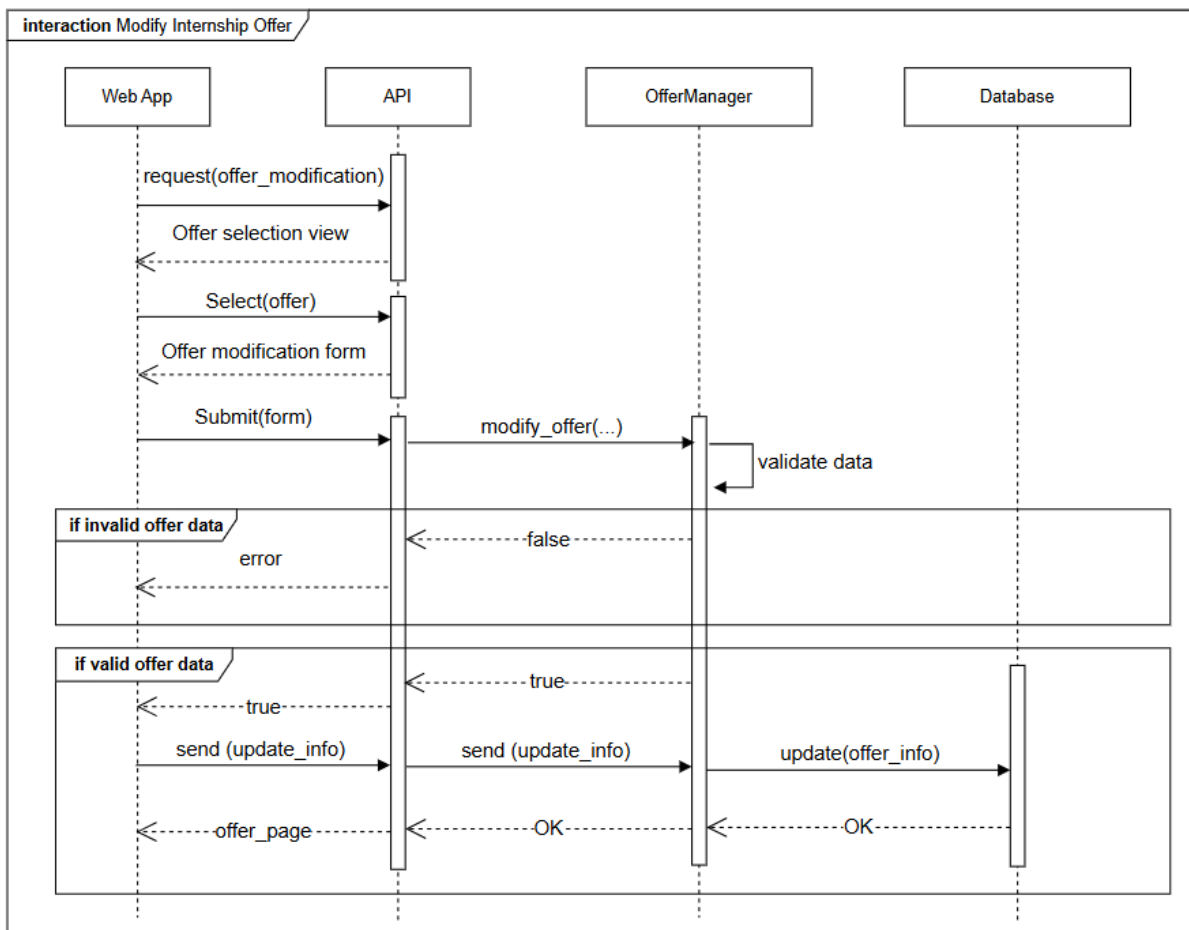 interaction Modify Internship Offer
Web App
API
OfferManager
Database
request(offer_modification)
Offer selection view
Select(offer)
Offer modification form
Submit(form)
modify_offer(...)
validate data
if invalid offer data
false
error
if valid offer data
true
true
send (update_info)
send (update_info)
update(offer_info)
offer_page
OK
OK